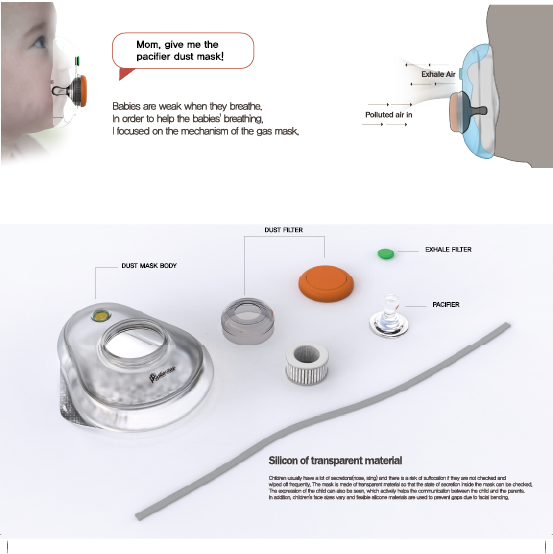 Mom, give me the
pacifier dust mask!
Babies are weak when they breathe,
In order to help the babies' breathing,
I focused on the mechanism of the gas mask.
Exhale Air
Polluted air in
DUST FILTER
EXHALE FILTER
DUST MASK BODY
PACIFIER
Silicon of transparent material
Children usually have a lot of secretions(nose, sling) and there is a risk of suffocation if they are not checked and
wiped off frequently, The mask is made of transparent material so that the state of secretion inside the mask can be checked,
The expression of the child can also be seen, which actively helps the communication between the child and the parents.
In addition, children's face sizes vary and flexible silicone materials are used to prevent gaps due to facial bending.